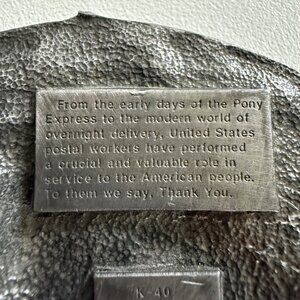 From the early days of the Pony
Express to the modern world of
overnight delivery, United States
postal workers have performed
a crucial and valuable role in
service to the American people.
To them we say, Thank You.
K-40